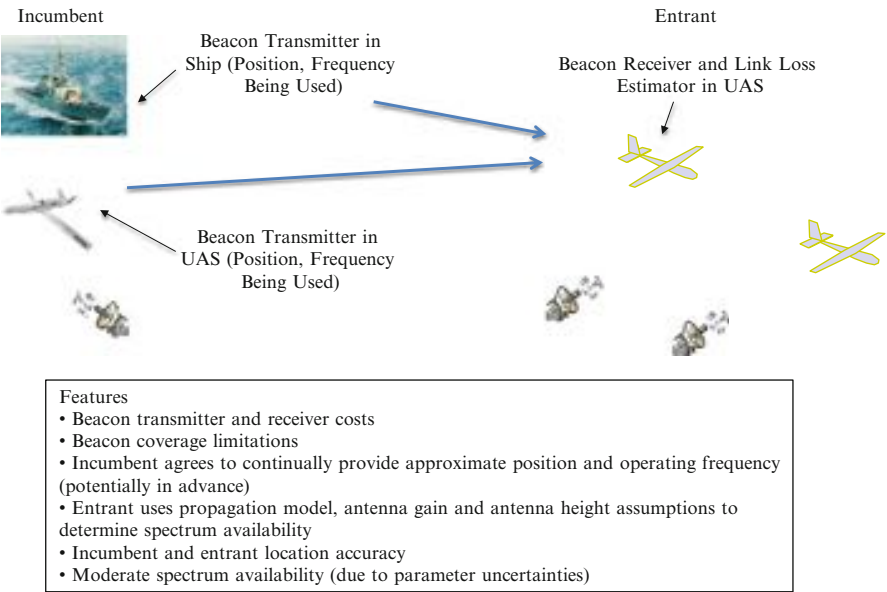 Incumbent
Entrant
Beacon Transmitter in
Ship (Position, Frequency
Being Used)
Beacon Receiver and Link Loss
Estimator in UAS
Beacon Transmitter in
UAS (Position, Frequency
Being Used)
Features
• Beacon transmitter and receiver costs
• Beacon coverage limitations
• Incumbent agrees to continually provide approximate position and operating frequency
(potentially in advance)
• Entrant uses propagation model, antenna gain and antenna height assumptions to
determine spectrum availability
• Incumbent and entrant location accuracy
• Moderate spectrum availability (due to parameter uncertainties)